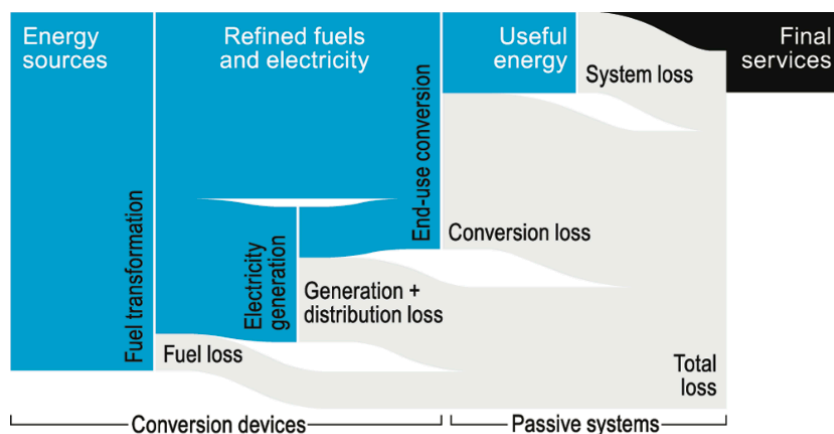 Energy
sources
Refined fuels
and electricity
Useful
energy
Final
services
System loss
Fuel transformation
Electricity
generation
End-use conversion
Conversion loss
Generation +
distribution loss
Fuel loss
Total
loss
Conversion devices
Passive systems